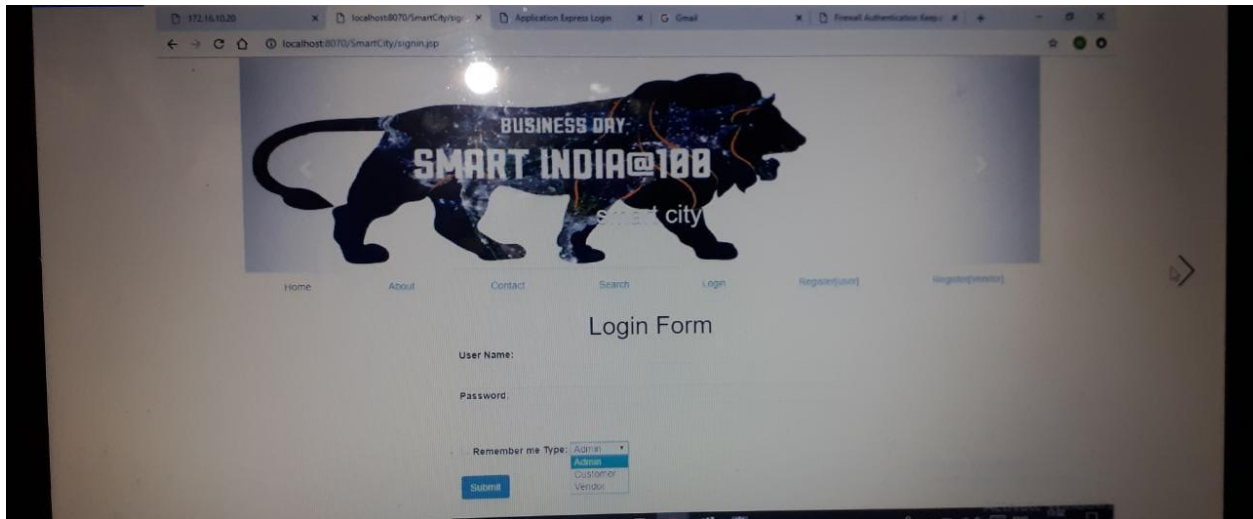 172.16.10.20 localhost:8070/SmartCity/sign Application Express Login Gmail Firewall Authentication Keep
localhost:8070/SmartCity/signin.jsp
BUSINESS DAY
SMART INDIA@100
smart city
Home About Contact Search Login Register[user] Register[vendor]
Login Form
User Name:
Password:
Remember me Type: Admin
Admin
Customer
Vendor
Submit